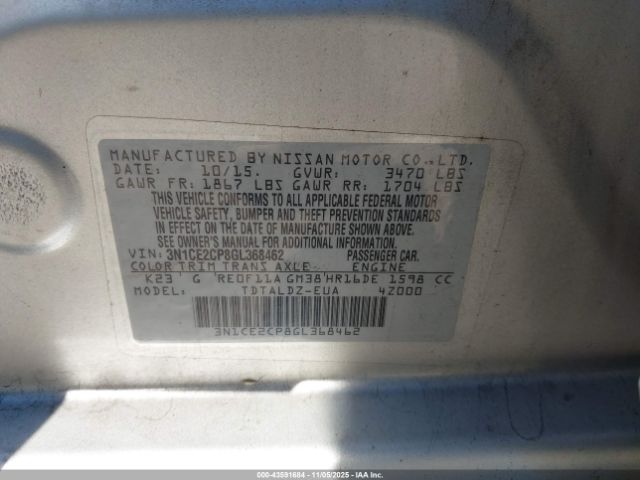 MANUFACTURED BY NISSAN MOTOR CO., LTD.
DATE: 10/15. GVWR: 3470 LBS
GAWR FR: 1867 LBS GAWR RR: 1704 LBS
THIS VEHICLE CONFORMS TO ALL APPLICABLE FEDERAL MOTOR
VEHICLE SAFETY, BUMPER AND THEFT PREVENTION STANDARDS
IN EFFECT ON THE DATE OF MANUFACTURE SHOWN ABOVE.
SEE OWNER'S MANUAL FOR ADDITIONAL INFORMATION.
VIN: 3N1CE2CP8GL368462 PASSENGER CAR.
COLOR TRIM TRANS AXLE ENGINE
K23 G RE0F11A GM38 HR16DE 1598 CC
MODEL: TDTALDZ-EUA 4Z000
3N1CE2CP8GL368462
000-43591684 - 11/05/2025 - IAA Inc.